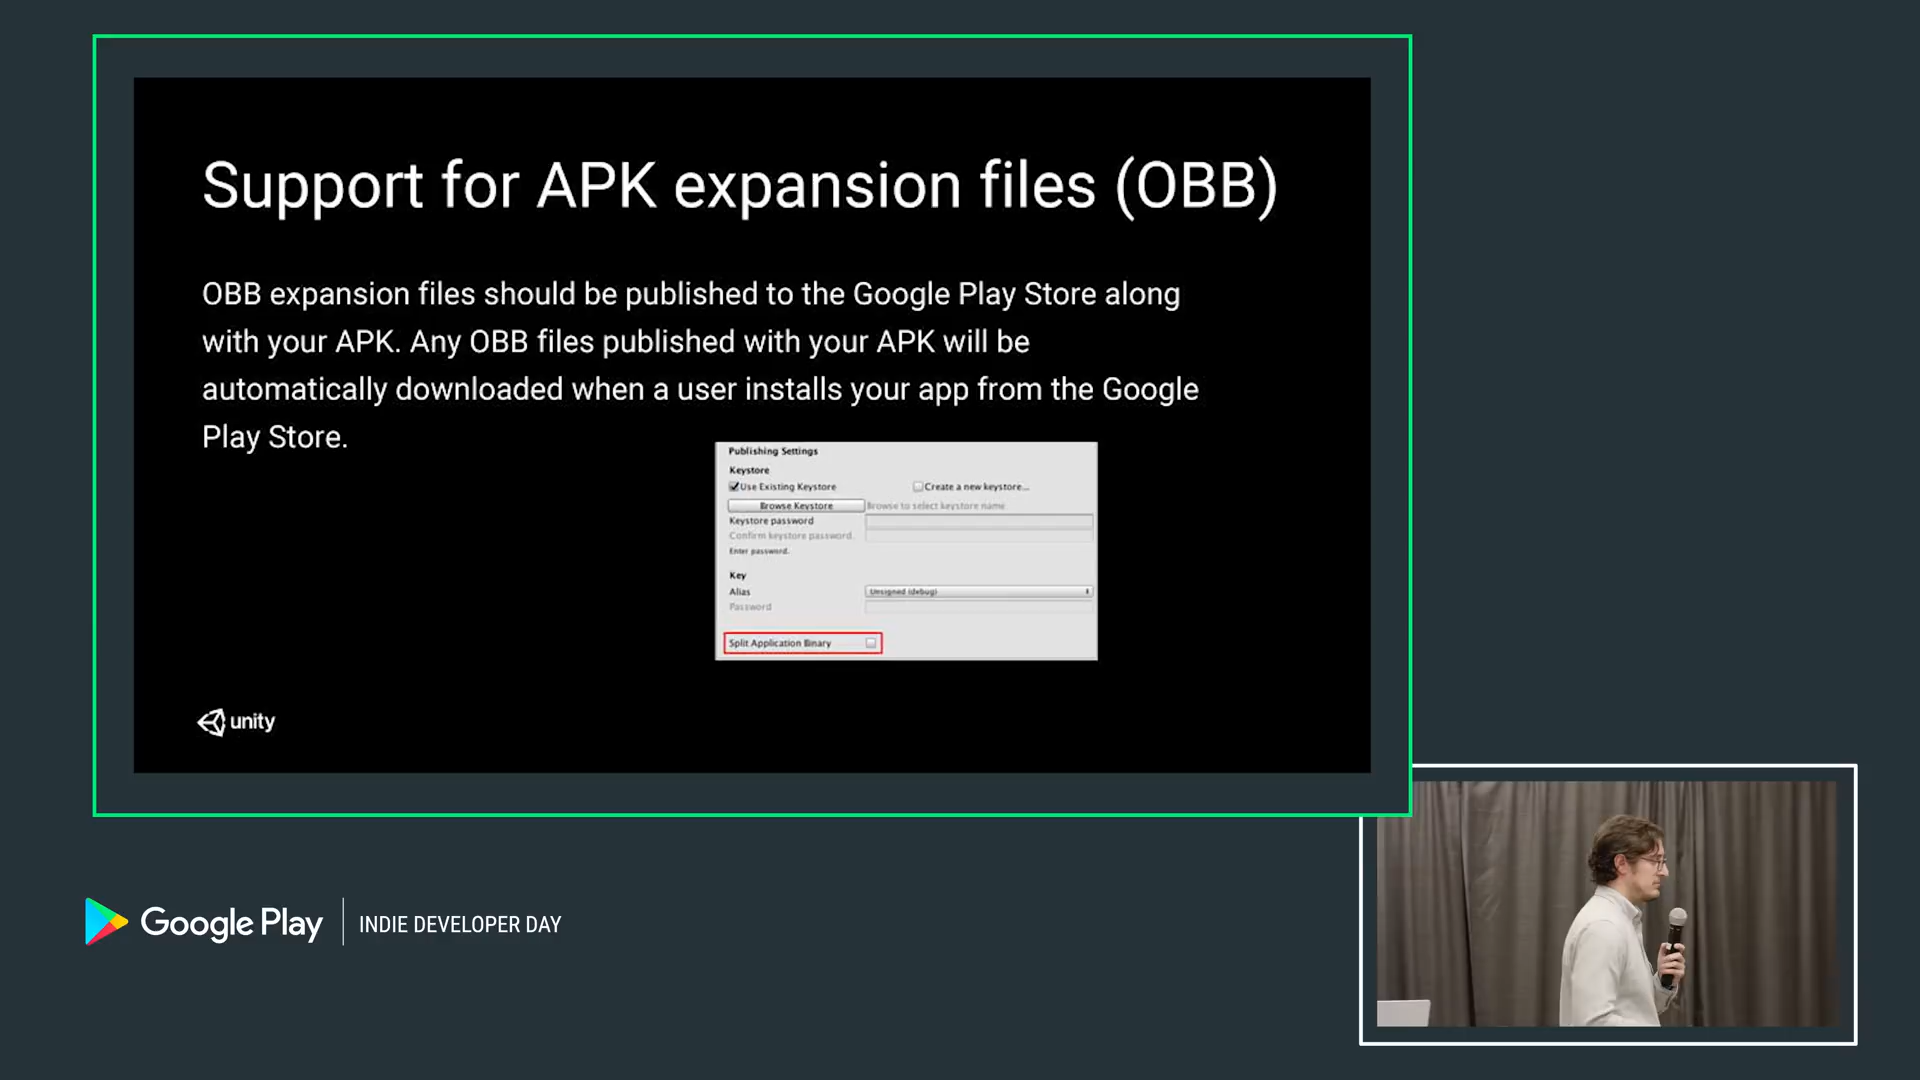 Support for APK expansion files (OBB)
OBB expansion files should be published to the Google Play Store along
with your APK. Any OBB files published with your APK will be
automatically downloaded when a user installs your app from the Google
Play Store.
Publishing Settings
Keystore
Use Existing Keystore Create a new keystore...
Browse Keystore Browse to select keystore name
Keystore password
Confirm keystore password.
Enter password.
Key
Alias Unsigned (debug)
Password
Split Application Binary
unity
Google Play INDIE DEVELOPER DAY